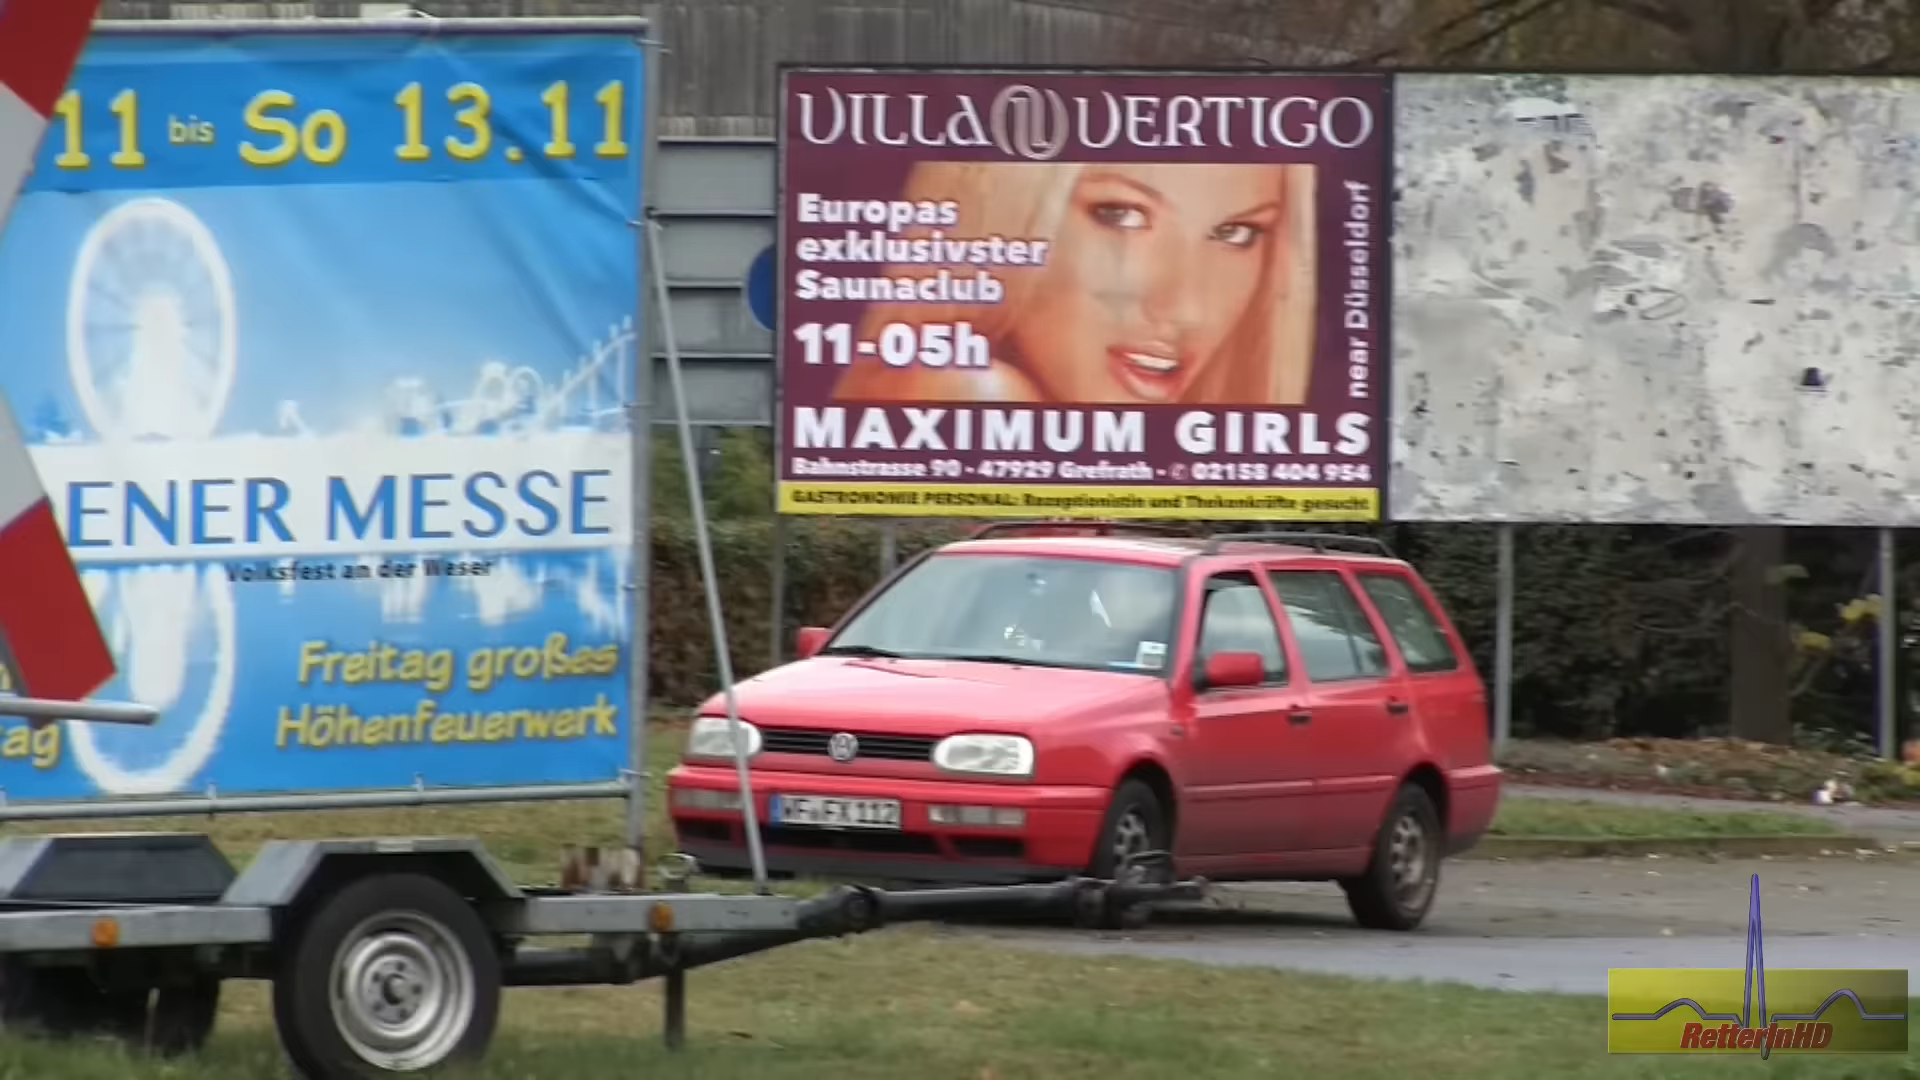 11 bis So 13.11
ENER MESSE
Volksfest an der Weser
Freitag großes
Höhenfeuerwerk
ag
VILLA VERTIGO
Europas
exklusivster
Saunaclub
11-05h
near Düsseldorf
MAXIMUM GIRLS
Bahnstrasse 90 - 47929 Grefrath - ✆ 02158 404 954
GASTRONOMIE PERSONAL: Rezeptionistin und Thekenkräfte gesucht
WF FX 112
RetterInHD